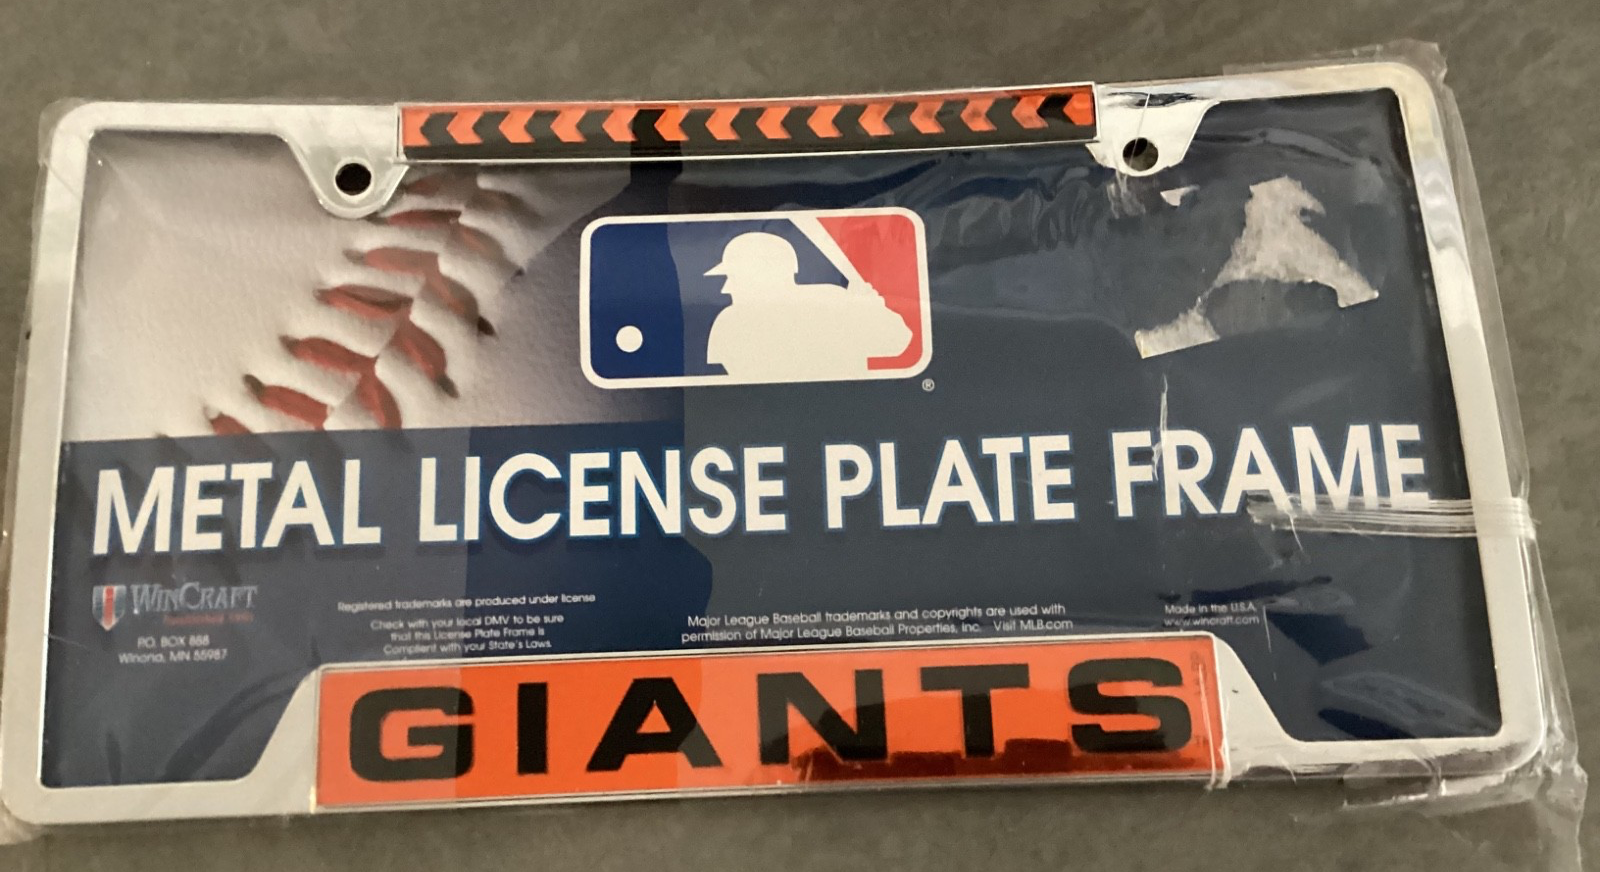 ®
METAL LICENSE PLATE FRAME
WINCRAFT
P.O. BOX 888
Winona, MN 55987
Registered trademarks are produced under license
Check with your local DMV to be sure
that this License Plate Frame is
Compliant with your State's Laws.
Major League Baseball trademarks and copyrights are used with
permission of Major League Baseball Properties, Inc. Visit MLB.com
Made in the U.S.A.
www.wincraft.com
GIANTS